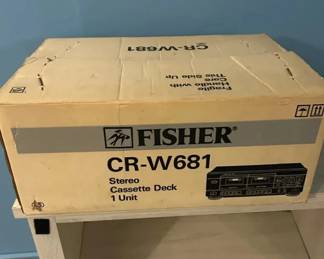 CR-W681
Fragile
Handle with Care
This Side Up
FISHER
CR-W681
Stereo
Cassette Deck
1 Unit